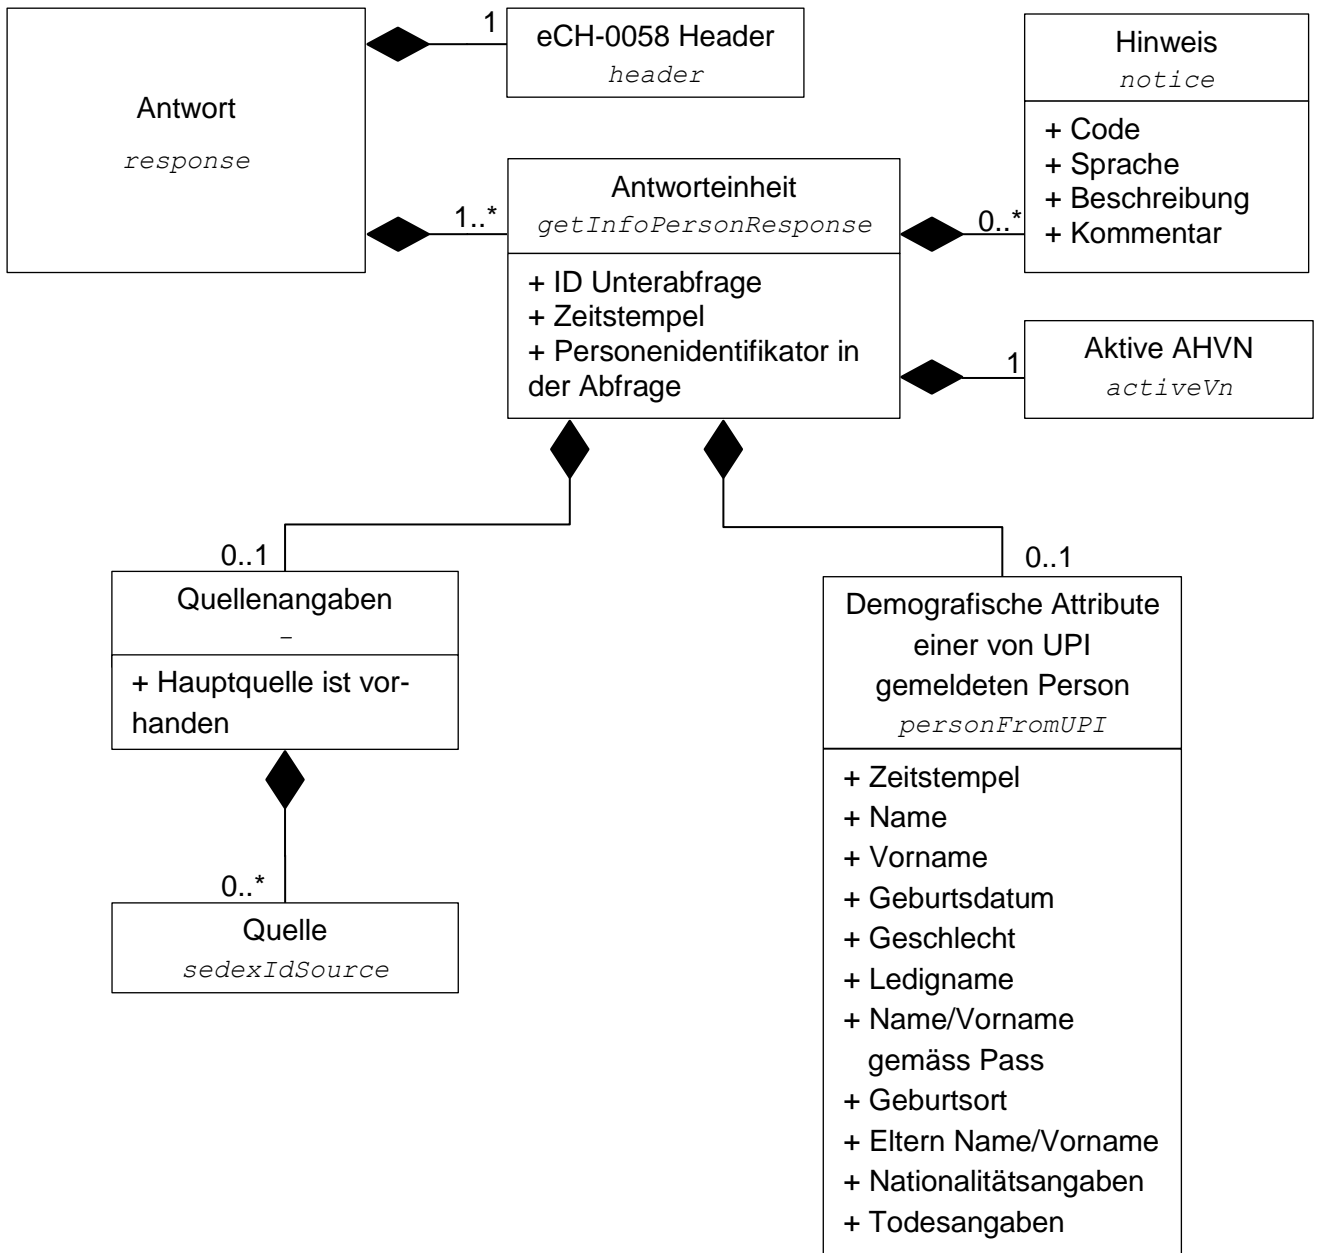 Antwort
response
1
eCH-0058 Header
header
1..*
Antworteinheit
getInfoPersonResponse
+ ID Unterabfrage
+ Zeitstempel
+ Personenidentifikator in
der Abfrage
0..*
Hinweis
notice
+ Code
+ Sprache
+ Beschreibung
+ Kommentar
1
Aktive AHVN
activeVn
0..1
Quellenangaben
–
+ Hauptquelle ist vor-
handen
0..*
Quelle
sedexIdSource
0..1
Demografische Attribute
einer von UPI
gemeldeten Person
personFromUPI
+ Zeitstempel
+ Name
+ Vorname
+ Geburtsdatum
+ Geschlecht
+ Ledigname
+ Name/Vorname
gemäss Pass
+ Geburtsort
+ Eltern Name/Vorname
+ Nationalitätsangaben
+ Todesangaben